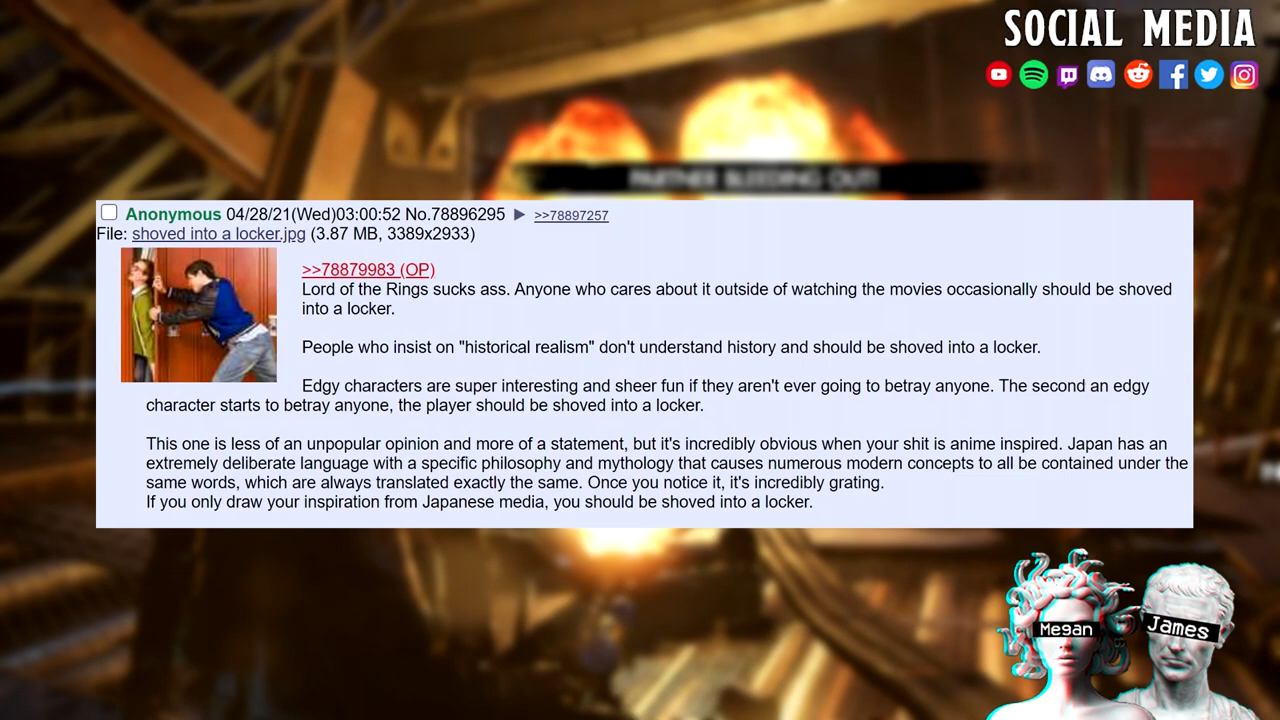 SOCIAL MEDIA
PARTNER BLEEDING OUT!
Anonymous 04/28/21(Wed)03:00:52 No.78896295 ▶ >>78897257
File: shoved into a locker.jpg (3.87 MB, 3389x2933)
>>78879983 (OP)
Lord of the Rings sucks ass. Anyone who cares about it outside of watching the movies occasionally should be shoved
into a locker.
People who insist on "historical realism" don't understand history and should be shoved into a locker.
Edgy characters are super interesting and sheer fun if they aren't ever going to betray anyone. The second an edgy
character starts to betray anyone, the player should be shoved into a locker.
This one is less of an unpopular opinion and more of a statement, but it's incredibly obvious when your shit is anime inspired. Japan has an
extremely deliberate language with a specific philosophy and mythology that causes numerous modern concepts to all be contained under the
same words, which are always translated exactly the same. Once you notice it, it's incredibly grating.
If you only draw your inspiration from Japanese media, you should be shoved into a locker.
Megan
James